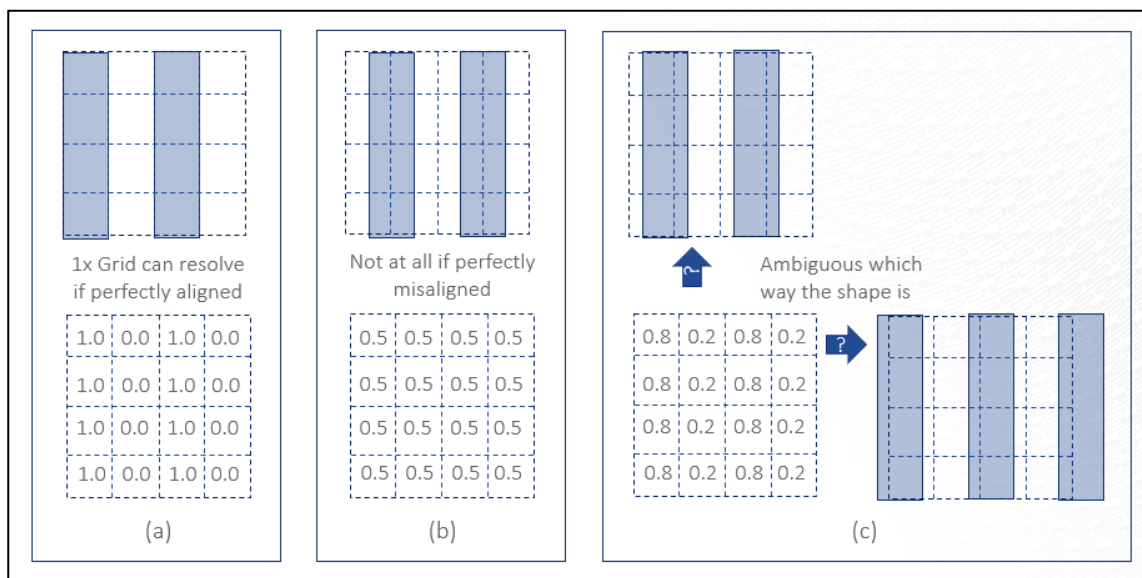 1x Grid can resolve
if perfectly aligned
1.0 0.0 1.0 0.0
1.0 0.0 1.0 0.0
1.0 0.0 1.0 0.0
1.0 0.0 1.0 0.0
(a)
Not at all if perfectly
misaligned
0.5 0.5 0.5 0.5
0.5 0.5 0.5 0.5
0.5 0.5 0.5 0.5
0.5 0.5 0.5 0.5
(b)
?
Ambiguous which
way the shape is
0.8 0.2 0.8 0.2
0.8 0.2 0.8 0.2
0.8 0.2 0.8 0.2
0.8 0.2 0.8 0.2
?
(c)